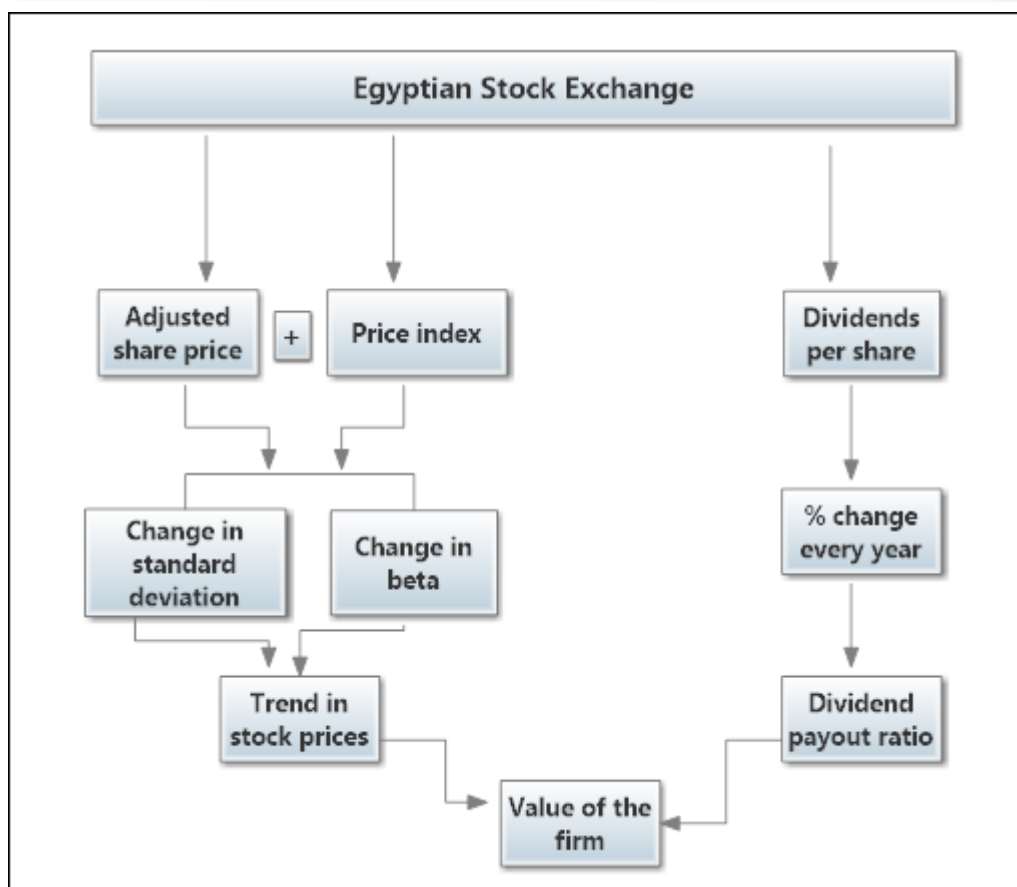 Egyptian Stock Exchange
Adjusted
share price
+
Price index
Dividends
per share
Change in
standard
deviation
Change in
beta
% change
every year
Trend in
stock prices
Dividend
payout ratio
Value of the
firm